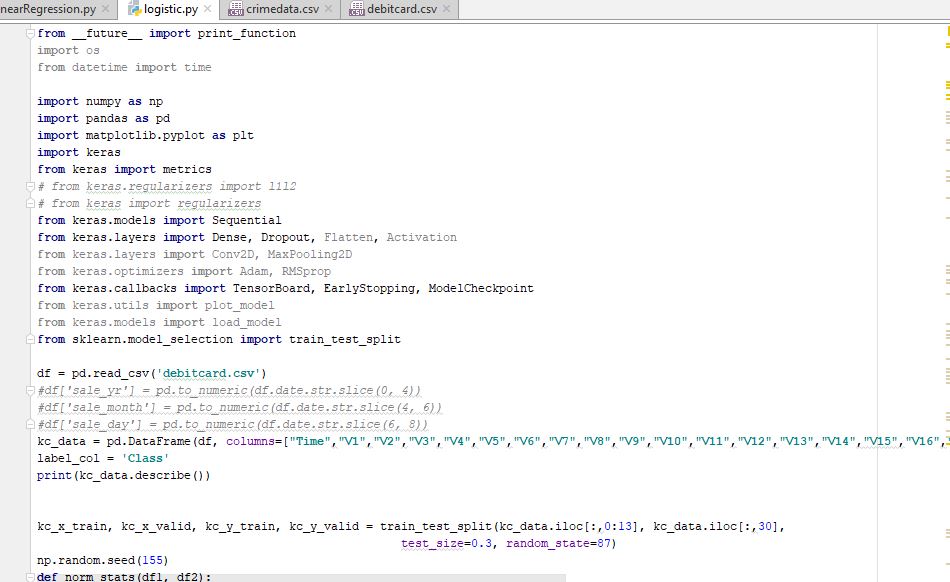 nearRegression.py × logistic.py × crimedata.csv × debitcard.csv ×
from __future__ import print_function
import os
from datetime import time
import numpy as np
import pandas as pd
import matplotlib.pyplot as plt
import keras
from keras import metrics
# from keras.regularizers import l1l2
# from keras import regularizers
from keras.models import Sequential
from keras.layers import Dense, Dropout, Flatten, Activation
from keras.layers import Conv2D, MaxPooling2D
from keras.optimizers import Adam, RMSprop
from keras.callbacks import TensorBoard, EarlyStopping, ModelCheckpoint
from keras.utils import plot_model
from keras.models import load_model
from sklearn.model_selection import train_test_split
df = pd.read_csv('debitcard.csv')
#df['sale_yr'] = pd.to_numeric(df.date.str.slice(0, 4))
#df['sale_month'] = pd.to_numeric(df.date.str.slice(4, 6))
#df['sale_day'] = pd.to_numeric(df.date.str.slice(6, 8))
kc_data = pd.DataFrame(df, columns=["Time","V1","V2","V3","V4","V5","V6","V7","V8","V9","V10","V11","V12","V13","V14","V15","V16",
label_col = 'Class'
print(kc_data.describe())
kc_x_train, kc_x_valid, kc_y_train, kc_y_valid = train_test_split(kc_data.iloc[:,0:13], kc_data.iloc[:,30],
test_size=0.3, random_state=87)
np.random.seed(155)
def norm_stats(df1, df2):